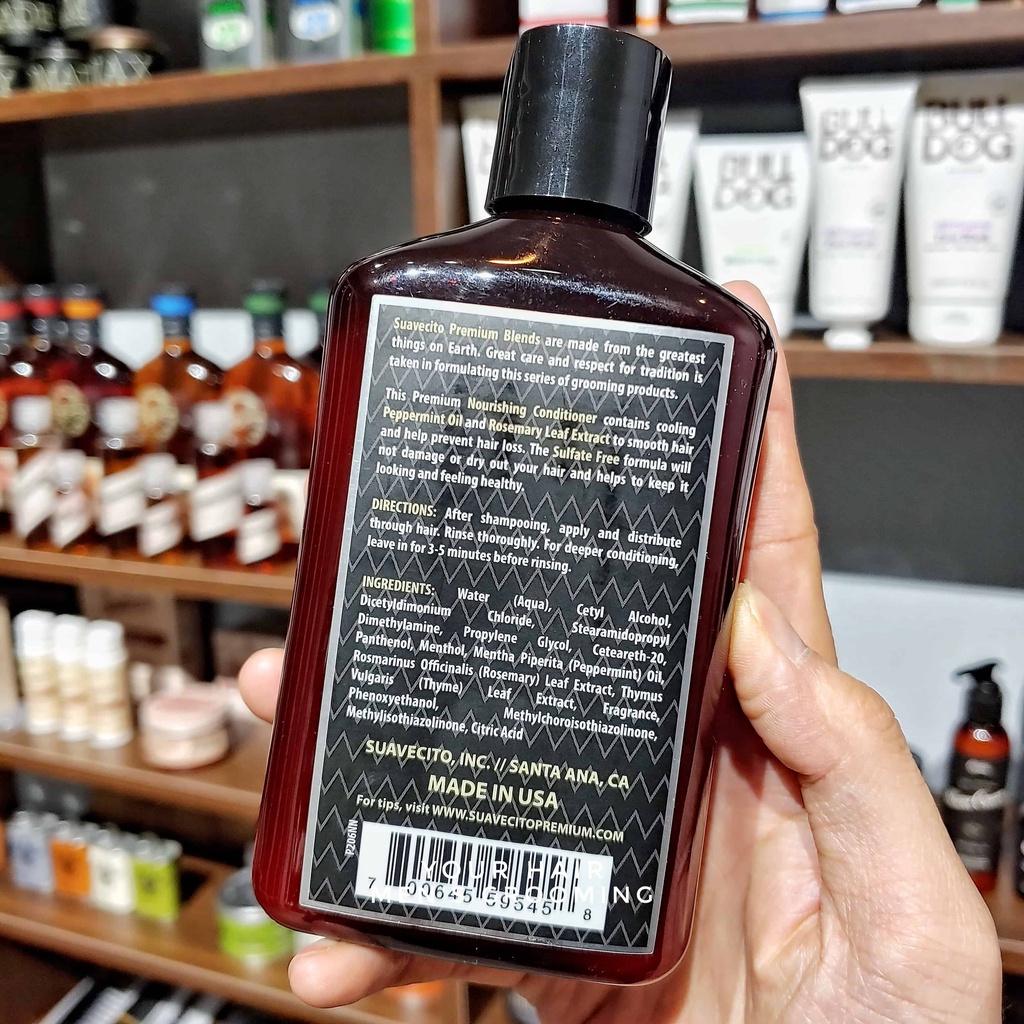 BULL
DOG
BULL
DOG
BULL
DOG
Suavecito Premium Blends are made from the greatest
things on Earth. Great care and respect for tradition is
taken in formulating this series of grooming products.
This Premium Nourishing Conditioner contains cooling
Peppermint Oil and Rosemary Leaf Extract to smooth hair
and help prevent hair loss. The Sulfate Free formula will
not damage or dry out your hair and helps to keep it
looking and feeling healthy.
DIRECTIONS: After shampooing, apply and distribute
through hair. Rinse thoroughly. For deeper conditioning,
leave in for 3-5 minutes before rinsing.
INGREDIENTS: Water (Aqua), Cetyl Alcohol,
Dicetyldimonium Chloride, Stearamidopropyl
Dimethylamine, Propylene Glycol, Ceteareth-20,
Panthenol, Menthol, Mentha Piperita (Peppermint) Oil,
Rosmarinus Officinalis (Rosemary) Leaf Extract, Thymus
Vulgaris (Thyme) Leaf Extract, Fragrance,
Phenoxyethanol, Methylchoroisothiazolinone,
Methylisothiazolinone, Citric Acid
SUAVECITO, INC. // SANTA ANA, CA
MADE IN USA
For tips, visit WWW.SUAVECITOPREMIUM.COM
P206NN
YOUR HAIR
GROOMING
7 00645 59545 8